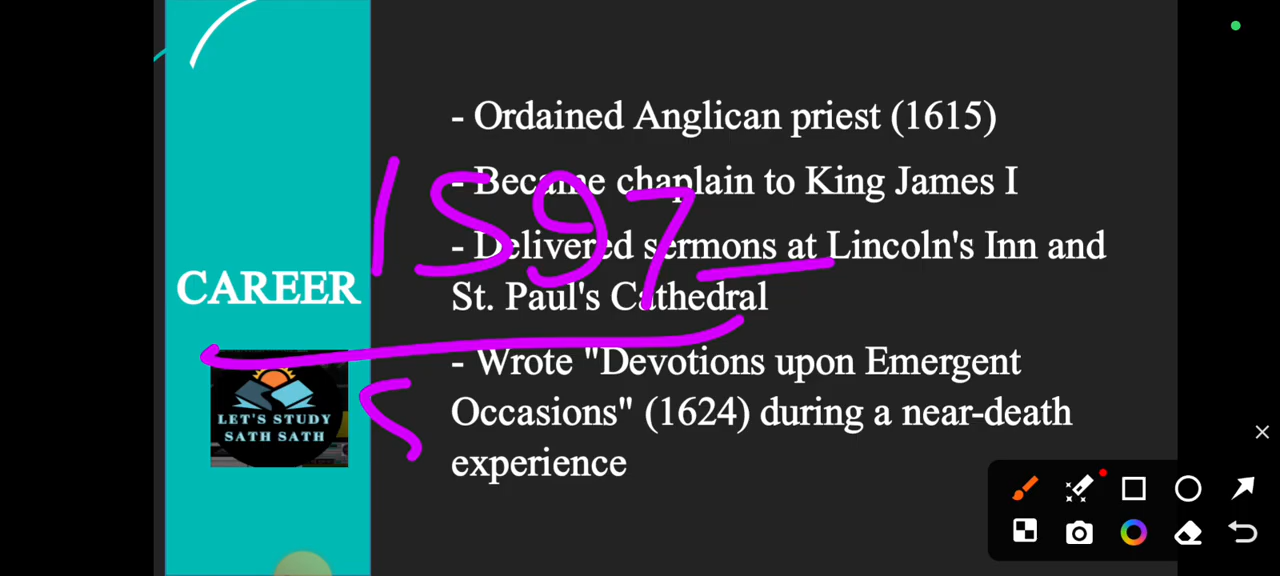 - Ordained Anglican priest (1615)
- Became chaplain to King James I
1597
- Delivered sermons at Lincoln's Inn and
CAREER
St. Paul's Cathedral
- Wrote "Devotions upon Emergent
Occasions" (1624) during a near-death
experience
LET'S STUDY
SATH SATH